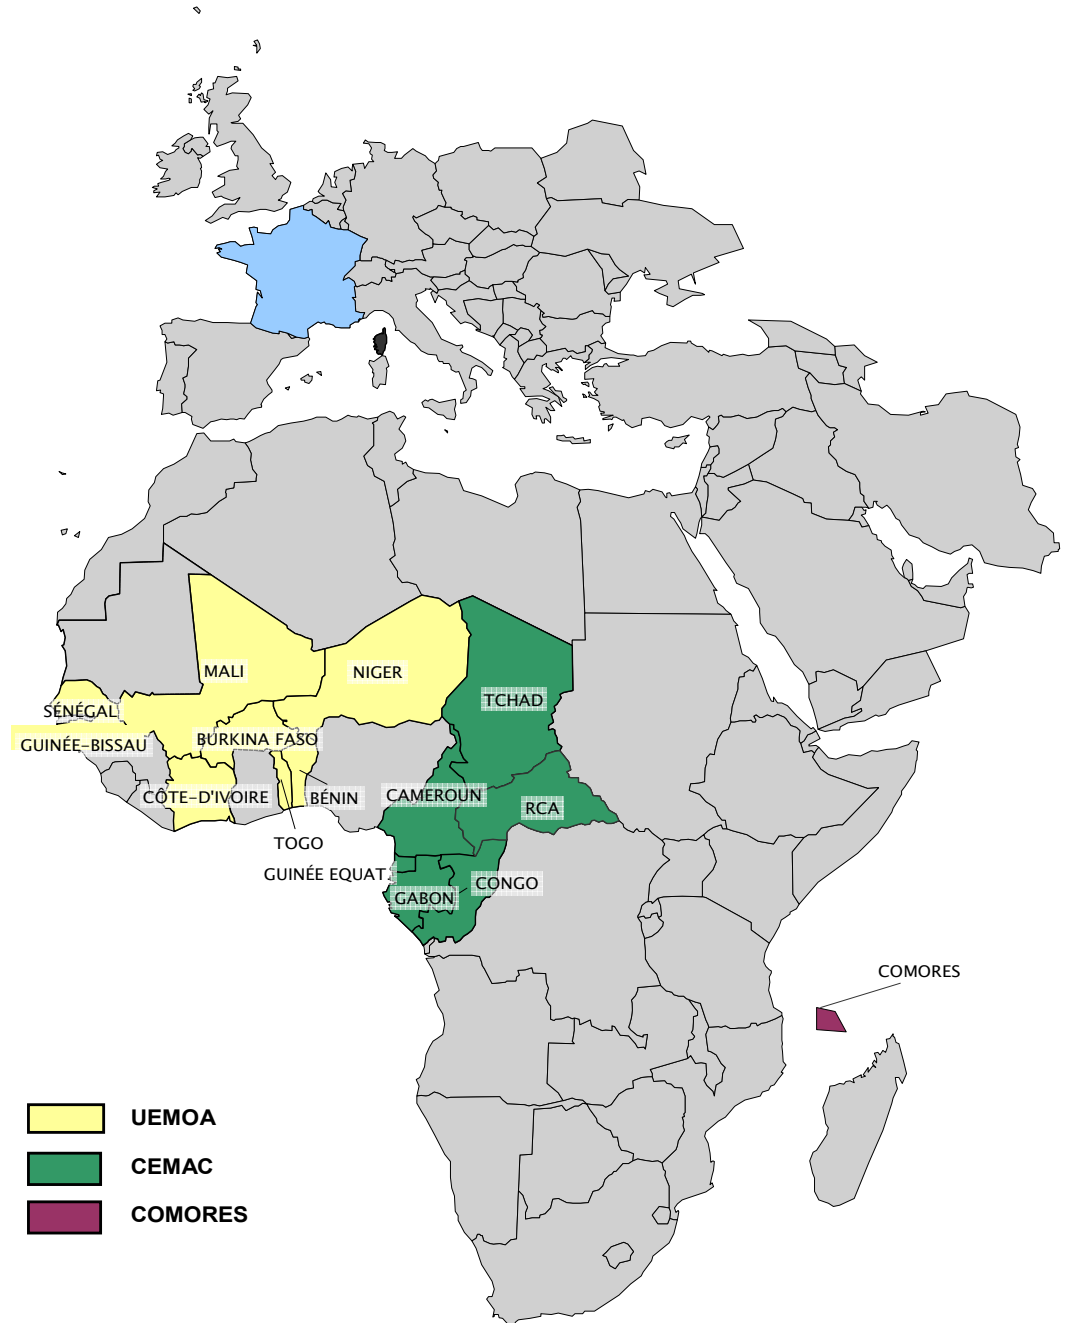 MALI
NIGER
TCHAD
SÉNÉGAL
GUINÉE-BISSAU
BURKINA FASO
CÔTE-D'IVOIRE
BÉNIN
CAMEROUN
RCA
TOGO
GUINÉE EQUAT.
CONGO
GABON
COMORES
UEMOA
CEMAC
COMORES